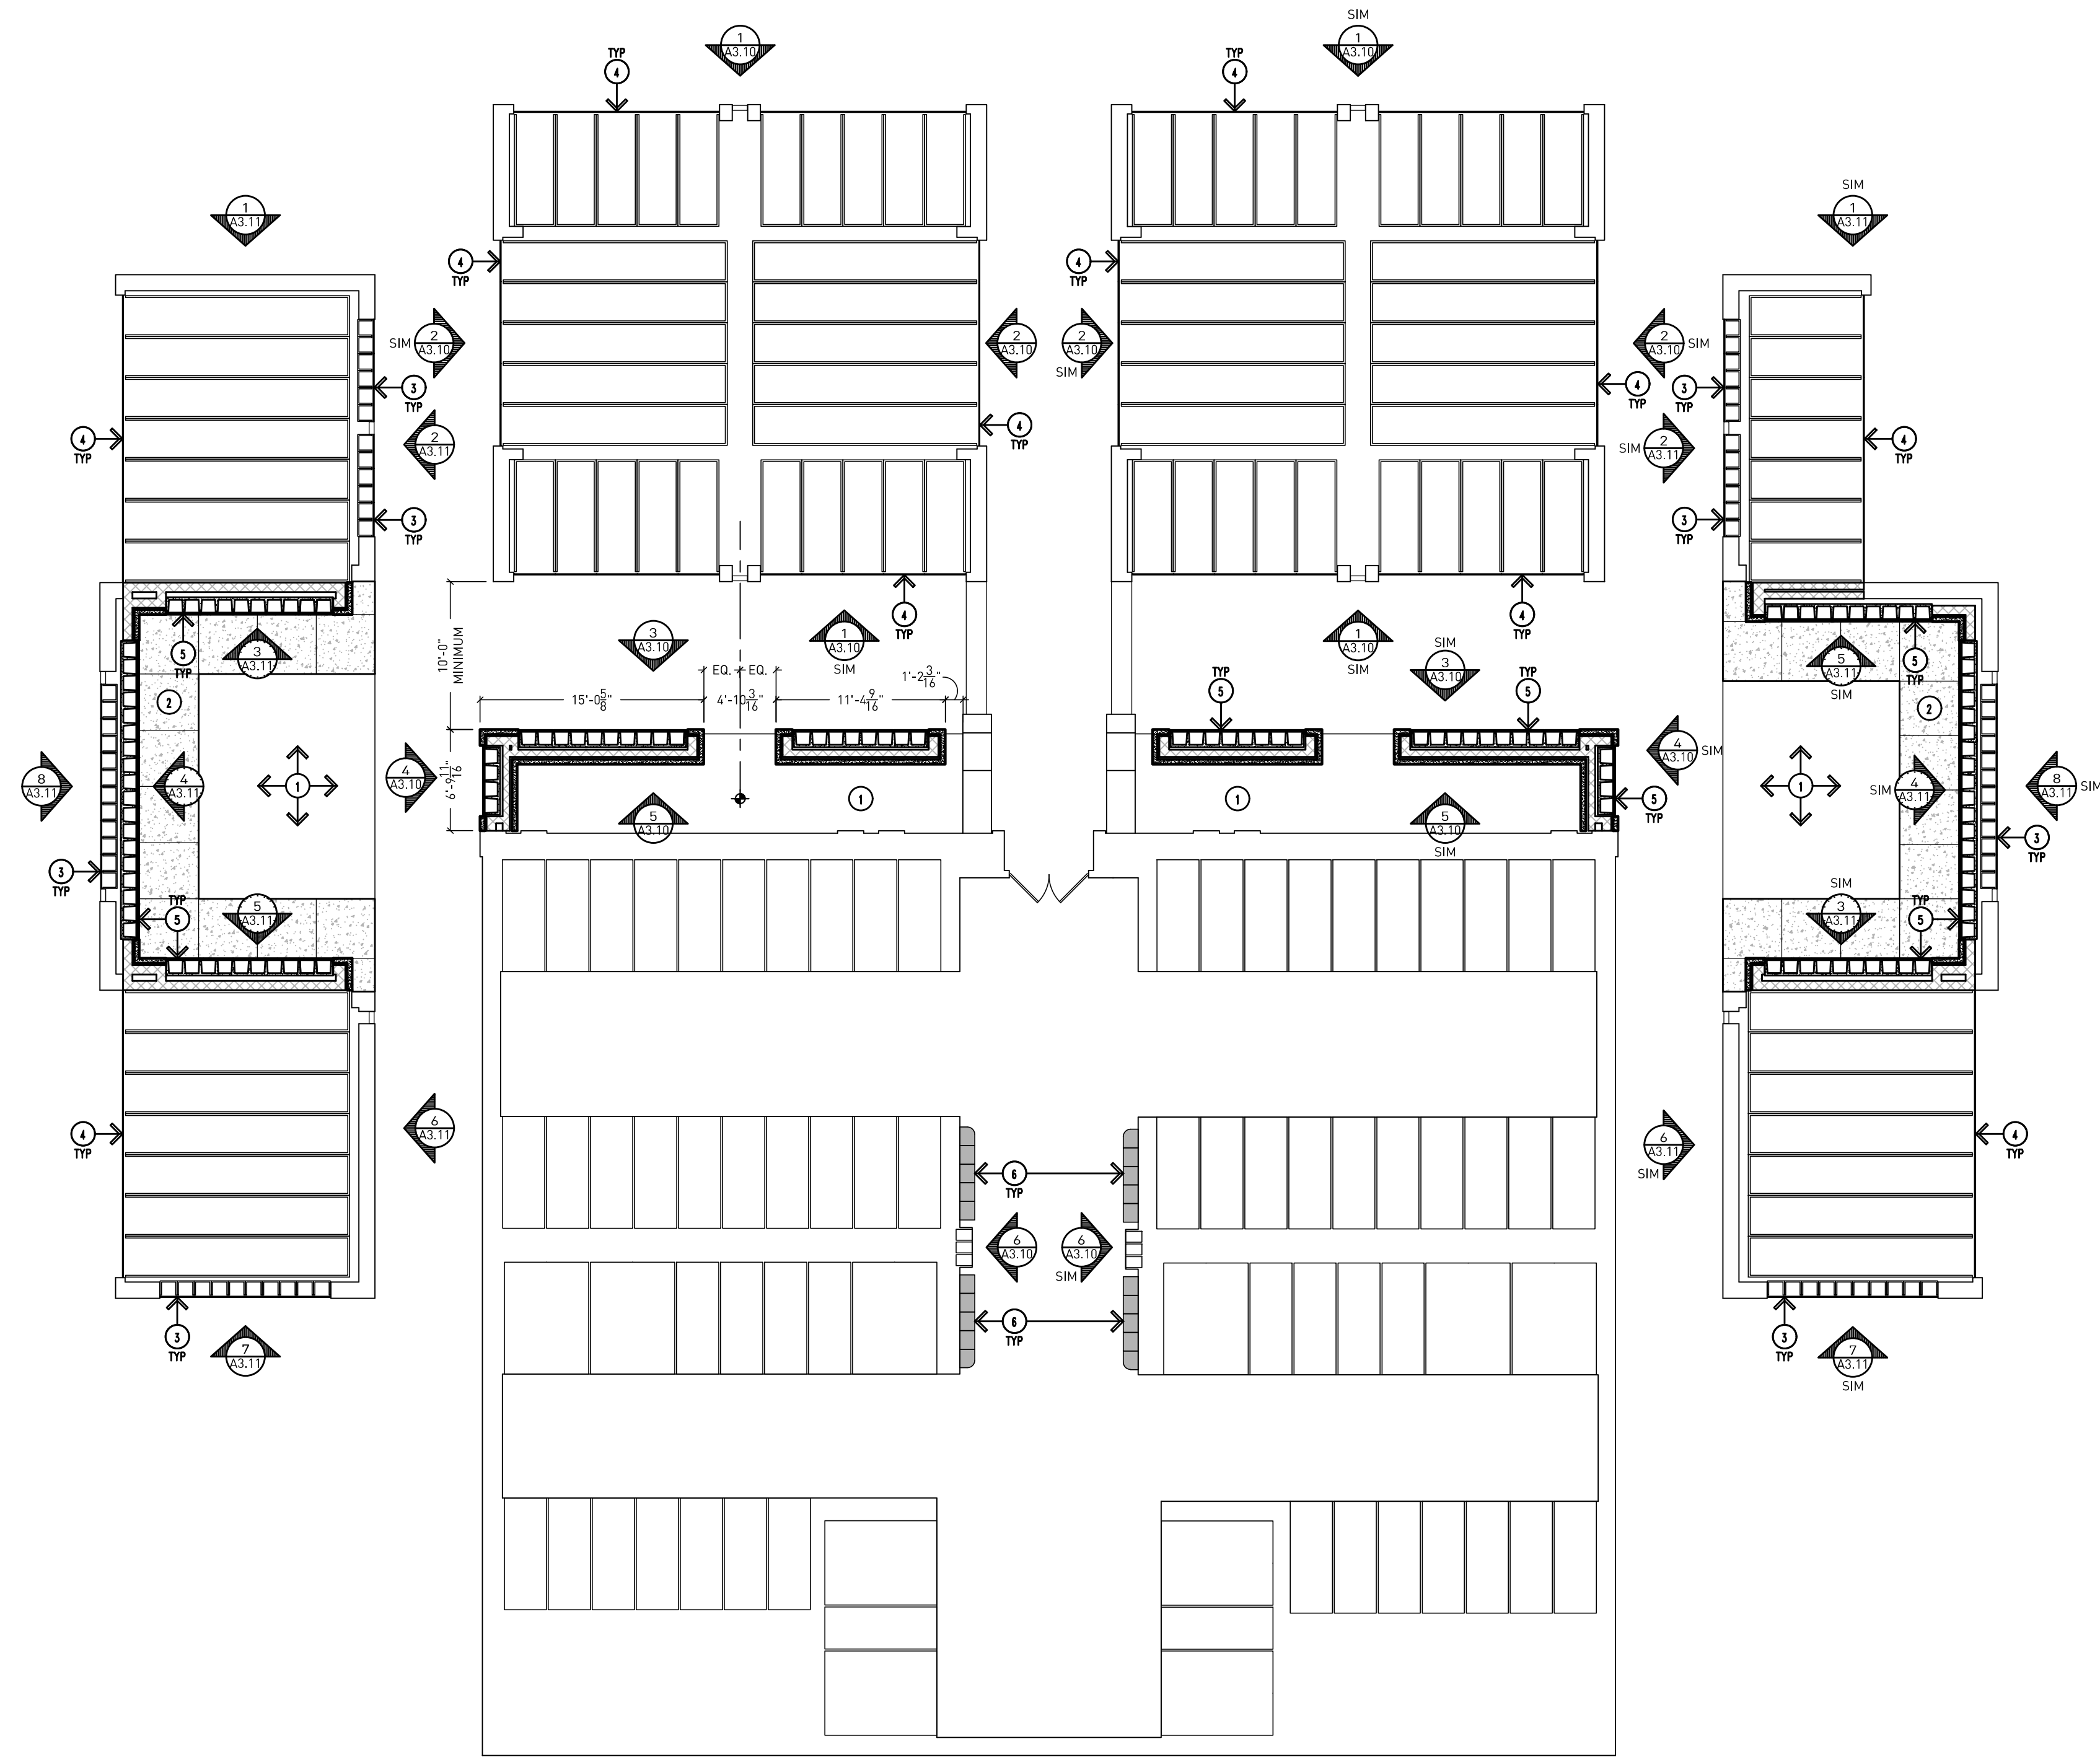 SIM
1
A3.10
1
A3.10
TYP
4
TYP
4
SIM
1
A3.11
1
A3.11
4
TYP
4
TYP
SIM
2
A3.10
2
A3.10
2
A3.10
SIM
2
A3.10
SIM
3
TYP
4
TYP
3
TYP
4
TYP
2
A3.11
4
TYP
SIM
2
A3.11
4
TYP
3
TYP
3
TYP
10'-0"
MINIMUM
3
A3.10
1
A3.10
SIM
4
TYP
1
A3.10
SIM
4
TYP
SIM
3
A3.10
5
TYP
3
A3.11
5
A3.11
SIM
5
TYP
EQ.
EQ.
1'-2 3/16"
15'-0 5/8"
4'-10 3/16"
11'-4 9/16"
TYP
5
TYP
5
2
2
6'-9 11/16"
8
A3.11
4
A3.11
1
4
A3.10
4
A3.10
SIM
1
SIM
4
A3.11
8
A3.11
SIM
5
A3.10
1
1
5
A3.10
SIM
5
TYP
3
TYP
3
TYP
TYP
5
5
A3.11
SIM
3
A3.11
TYP
5
4
TYP
6
A3.11
6
A3.11
SIM
4
TYP
6
TYP
6
A3.10
6
A3.10
SIM
6
TYP
3
TYP
7
A3.11
3
TYP
7
A3.11
SIM